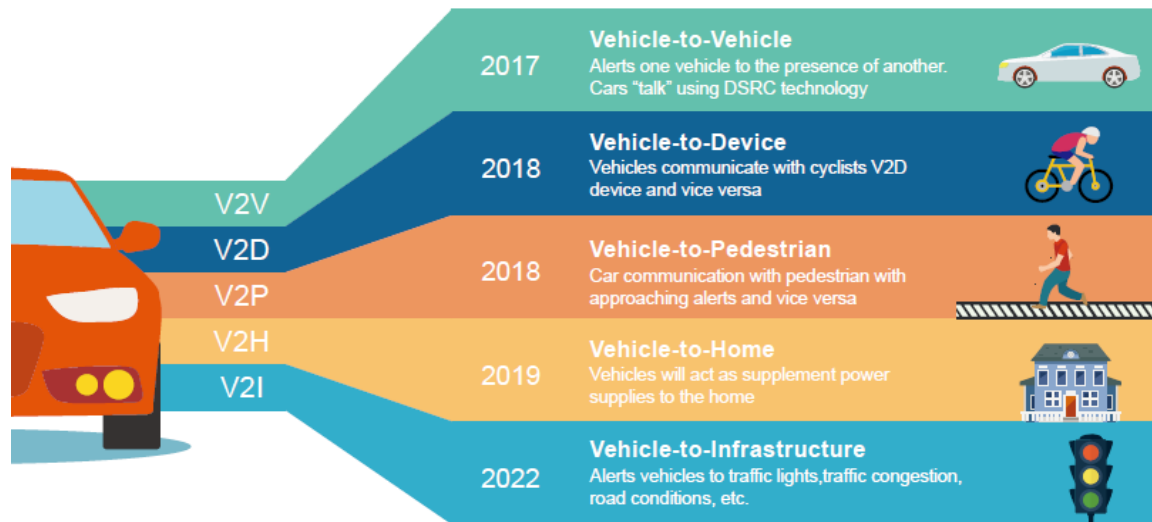 V2V
V2D
V2P
V2H
V2I
2017
Vehicle-to-Vehicle
Alerts one vehicle to the presence of another.
Cars “talk” using DSRC technology
2018
Vehicle-to-Device
Vehicles communicate with cyclists V2D
device and vice versa
2018
Vehicle-to-Pedestrian
Car communication with pedestrian with
approaching alerts and vice versa
2019
Vehicle-to-Home
Vehicles will act as supplement power
supplies to the home
2022
Vehicle-to-Infrastructure
Alerts vehicles to traffic lights,traffic congestion,
road conditions, etc.